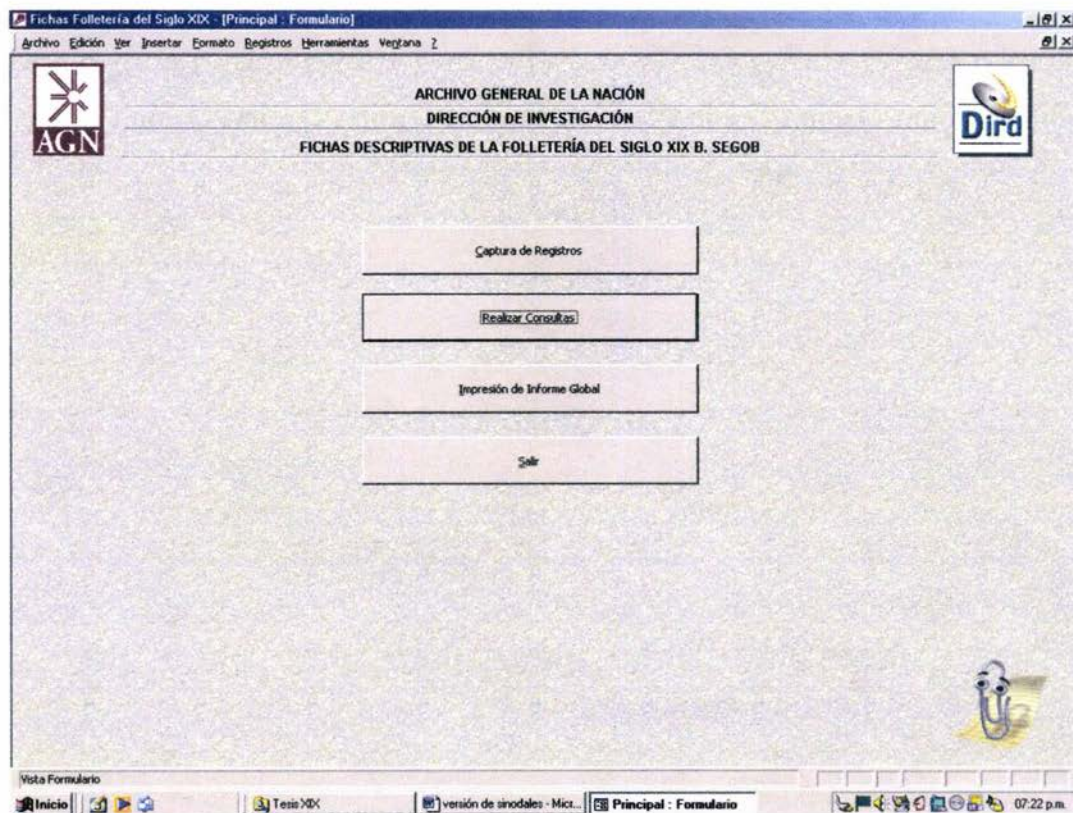 Fichas Folletería del Siglo XIX - [Principal : Formulario]
Archivo Edición Ver Insertar Formato Registros Herramientas Ventana ?
AGN
ARCHIVO GENERAL DE LA NACIÓN
DIRECCIÓN DE INVESTIGACIÓN
FICHAS DESCRIPTIVAS DE LA FOLLETERÍA DEL SIGLO XIX B. SEGOB
Dird
Captura de Registros
Realizar Consultas
Impresión de Informe Global
Salir
Vista Formulario
Inicio Tesis XIX versión de sinodales - Micr... Principal : Formulario 07:22 p.m.